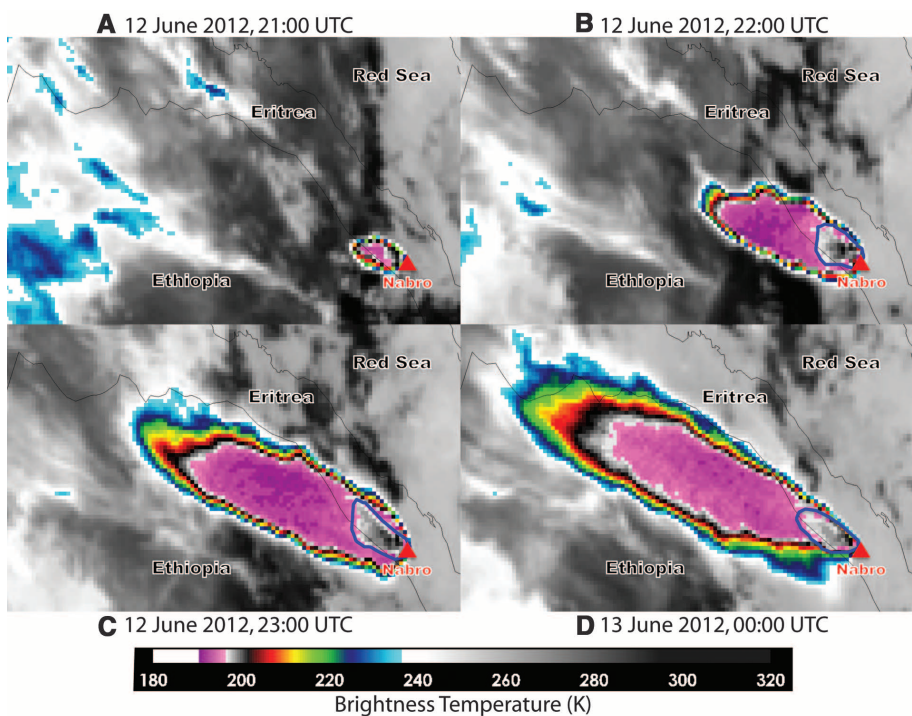 A 12 June 2012, 21:00 UTC
B 12 June 2012, 22:00 UTC
Red Sea
Eritrea
Ethiopia
Nabro
Red Sea
Eritrea
Ethiopia
Nabro
Red Sea
Eritrea
Ethiopia
Nabro
Red Sea
Eritrea
Ethiopia
Nabro
C 12 June 2012, 23:00 UTC
D 13 June 2012, 00:00 UTC
180 200 220 240 260 280 300 320
Brightness Temperature (K)